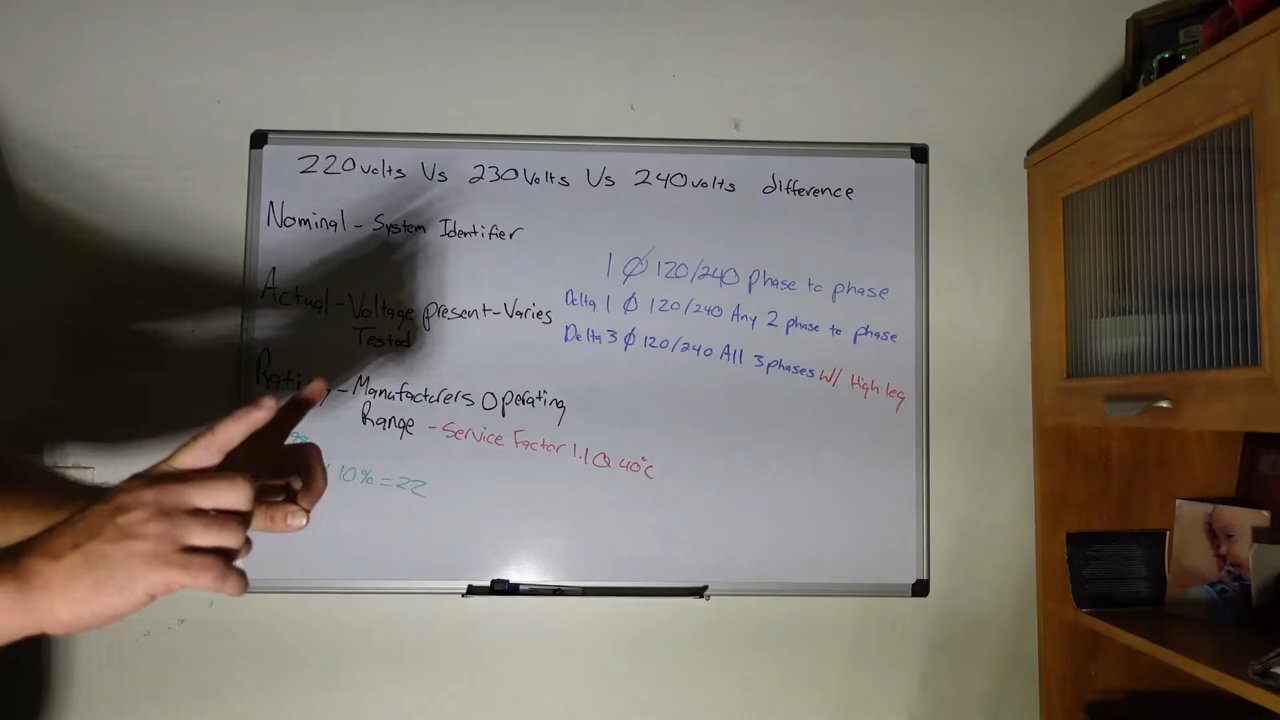 220volts Vs 230Volts Vs 240volts difference
Nominal - System Identifier
1 Ø 120/240 Phase to phase
Actual - Voltage present - Varies
Tested
Delta 1 Ø 120/240 Any 2 phase to phase
Delta 3 Ø 120/240 All 3 phases W/ High leg
- Manufacturers Operating
Range - Service Factor 1.1 @ 40°C
10% = 22